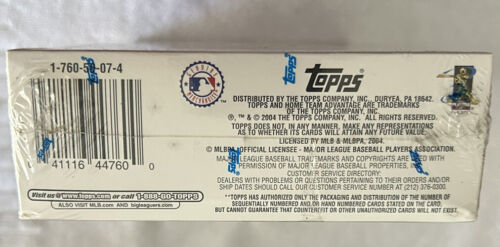 1-760-50-07-4
GENUINE
MERCHANDISE
41116 44760 0
Visit us @ www.topps.com or call 1-888-GO-TOPPS
ALSO VISIT MLB.com AND bigleaguers.com
Topps
DISTRIBUTED BY THE TOPPS COMPANY, INC., DURYEA, PA 18642.
TOPPS AND HOME TEAM ADVANTAGE ARE TRADEMARKS
OF THE TOPPS COMPANY, INC.
®, ™ & © 2004 THE TOPPS COMPANY, INC. ALL RIGHTS RESERVED.
TOPPS DOES NOT, IN ANY MANNER, MAKE ANY REPRESENTATIONS
AS TO WHETHER ITS CARDS WILL ATTAIN ANY FUTURE VALUE.
LICENSED BY MLB & MLBPA, 2004.
© MLBPA OFFICIAL LICENSEE - MAJOR LEAGUE BASEBALL PLAYERS ASSOCIATION.
MAJOR LEAGUE BASEBALL TRADEMARKS AND COPYRIGHTS ARE USED WITH
PERMISSION OF MAJOR LEAGUE BASEBALL PROPERTIES,
CUSTOMER SERVICE DIRECTORY:
DEALERS WITH PROBLEMS OR QUESTIONS PERTAINING TO THEIR ORDERS AND/OR
SHIP DATES SHOULD CALL OUR CUSTOMER SERVICE NUMBER AT (212) 376-0300.
**TOPPS HAS AUTHORIZED ONLY THE PACKAGING AND DISTRIBUTION OF THE NUMBER OF
SEQUENTIALLY NUMBERED AND/OR HAND NUMBERED CARDS STATED ON THE CARD,
BUT CANNOT GUARANTEE THAT COUNTERFEIT OR OTHER UNAUTHORIZED CARDS WILL NOT EXIST.